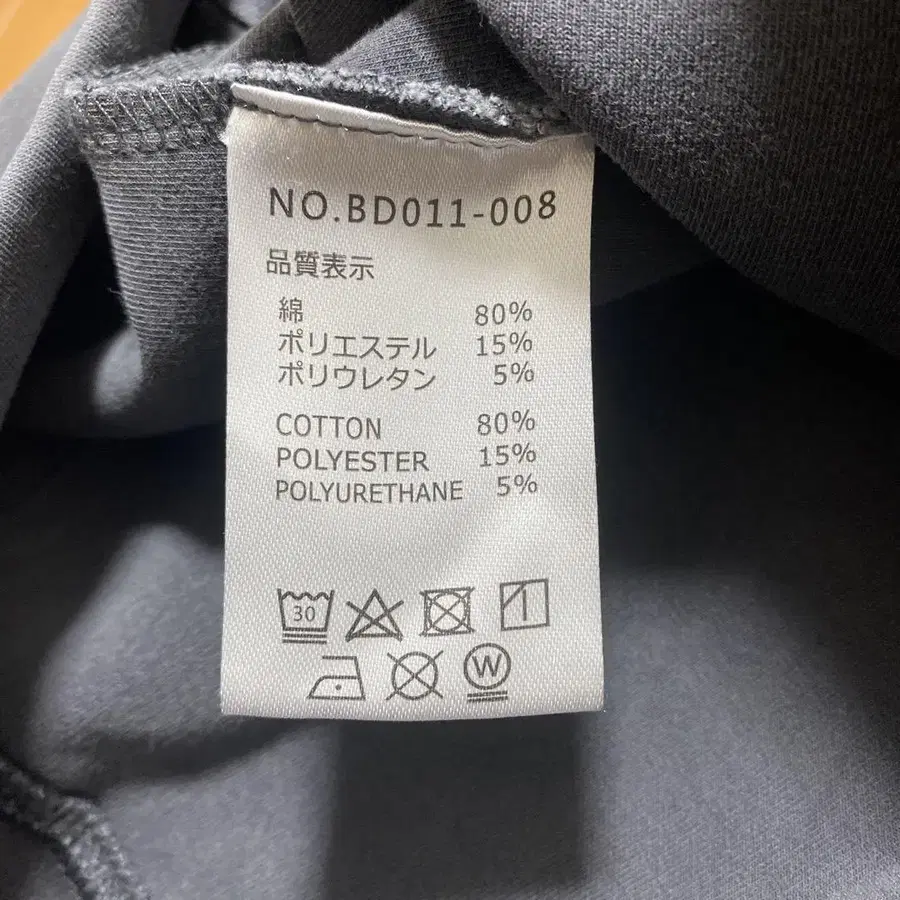 NO.BD011-008
品質表示
綿 80%
ポリエステル 15%
ポリウレタン 5%
COTTON 80%
POLYESTER 15%
POLYURETHANE 5%
30
W